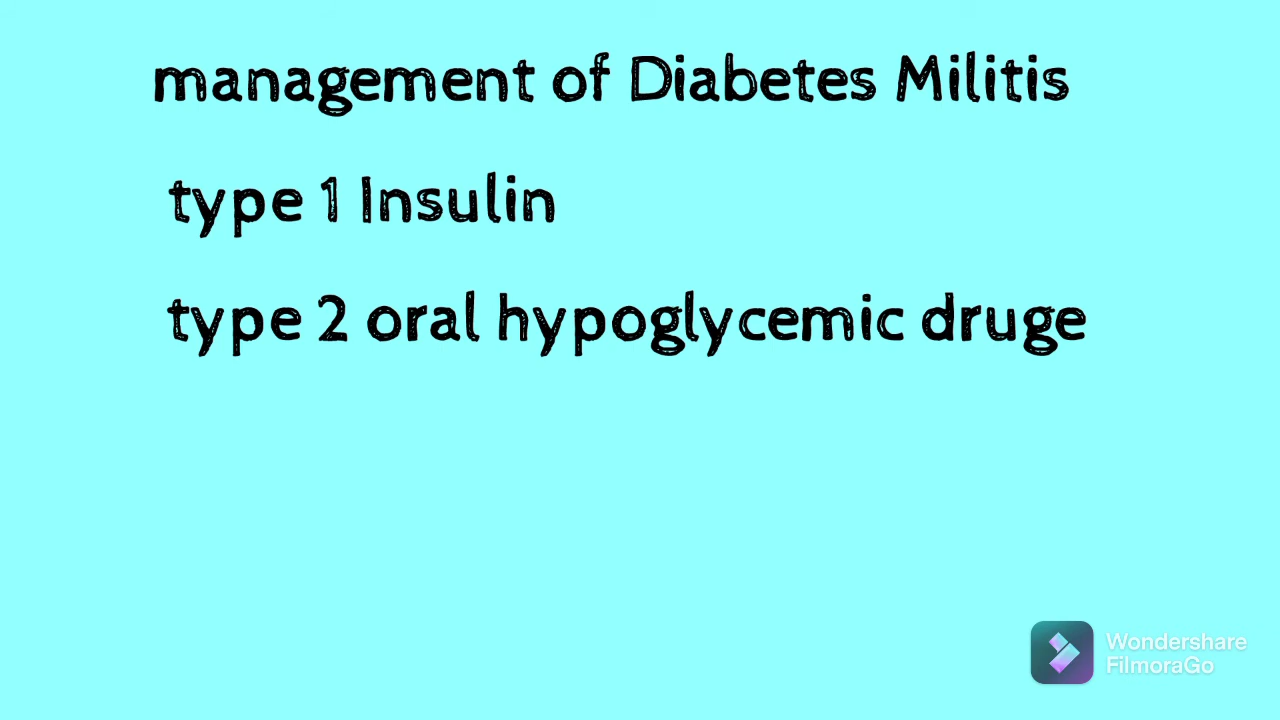 management of Diabetes Militis
type 1 Insulin
type 2 oral hypoglycemic druge
Wondershare
FilmoraGo